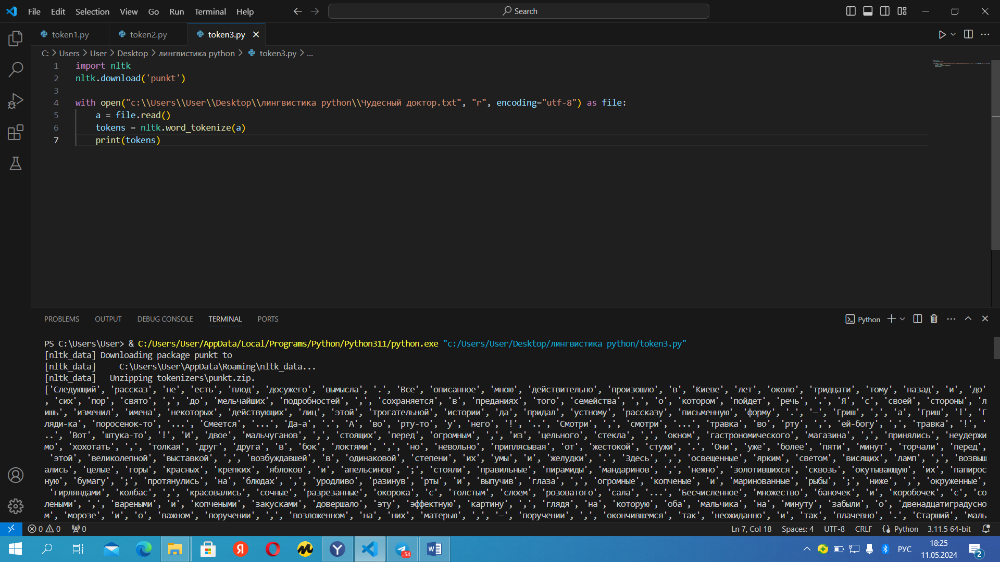 File Edit Selection View Go Run Terminal Help Search
token1.py token2.py token3.py
C: > Users > User > Desktop > лингвистика python > token3.py > ...
1 import nltk
2 nltk.download('punkt')
3
4 with open("c:\\Users\\User\\Desktop\\лингвистика python\\Чудесный доктор.txt", "r", encoding="utf-8") as file:
5 a = file.read()
6 tokens = nltk.word_tokenize(a)
7 print(tokens)
PROBLEMS OUTPUT DEBUG CONSOLE TERMINAL PORTS Python
PS C:\Users\User> & C:/Users/User/AppData/Local/Programs/Python/Python311/python.exe "c:/Users/User/Desktop/лингвистика python/token3.py"
[nltk_data] Downloading package punkt to
[nltk_data]     C:\Users\User\AppData\Roaming\nltk_data...
[nltk_data]   Unzipping tokenizers\punkt.zip.
['Следующий', 'рассказ', 'не', 'есть', 'плод', 'досужего', 'вымысла', '.', 'Все', 'описанное', 'мною', 'действительно', 'произошло', 'в', 'Киеве', 'лет', 'около', 'тридцати', 'тому', 'назад', 'и', 'до'
, 'сих', 'пор', 'свято', ',', 'до', 'мельчайших', 'подробностей', ',', 'сохраняется', 'в', 'преданиях', 'того', 'семейства', ',', 'о', 'котором', 'пойдет', 'речь', '.', 'Я', 'с', 'своей', 'стороны', 'л
ишь', 'изменил', 'имена', 'некоторых', 'действующих', 'лиц', 'этой', 'трогательной', 'истории', 'да', 'придал', 'устному', 'рассказу', 'письменную', 'форму', '.', '—', 'Гриш', ',', 'а', 'Гриш', '!', 'Г
ляди-ка', 'поросенок-то', '...', 'Смеется', '...', 'Да-а', '.', 'А', 'во', 'рту-то', 'у', 'него', '!', '..', 'Смотри', ',', 'смотри', '...', 'травка', 'во', 'рту', ',', 'ей-богу', ',', 'травка', '!', '
..', 'Вот', 'штука-то', '!', 'И', 'двое', 'мальчуганов', ',', 'стоящих', 'перед', 'огромным', ',', 'из', 'цельного', 'стекла', ',', 'окном', 'гастрономического', 'магазина', ',', 'принялись', 'неудержи
мо', 'хохотать', ',', 'толкая', 'друг', 'друга', 'в', 'бок', 'локтями', ',', 'но', 'невольно', 'приплясывая', 'от', 'жестокой', 'стужи', '.', 'Они', 'уже', 'более', 'пяти', 'минут', 'торчали', 'перед',
'этой', 'великолепной', 'выставкой', ',', 'возбуждавшей', 'в', 'одинаковой', 'степени', 'их', 'умы', 'и', 'желудки', '.', 'Здесь', ',', 'освещенные', 'ярким', 'светом', 'висящих', 'ламп', ',', 'возвыш
ались', 'целые', 'горы', 'красных', 'крепких', 'яблоков', 'и', 'апельсинов', ';', 'стояли', 'правильные', 'пирамиды', 'мандаринов', ',', 'нежно', 'золотившихся', 'сквозь', 'окутывающую', 'их', 'папирос
ную', 'бумагу', ';', 'протянулись', 'на', 'блюдах', ',', 'уродливо', 'разинув', 'рты', 'и', 'выпучив', 'глаза', ',', 'огромные', 'копченые', 'и', 'маринованные', 'рыбы', ';', 'ниже', ',', 'окруженные',
'гирляндами', 'колбас', ',', 'красовались', 'сочные', 'разрезанные', 'окорока', 'с', 'толстым', 'слоем', 'розоватого', 'сала', '...', 'Бесчисленное', 'множество', 'баночек', 'и', 'коробочек', 'с', 'со
леными', ',', 'вареными', 'и', 'копчеными', 'закусками', 'довершало', 'эту', 'эффектную', 'картину', ',', 'глядя', 'на', 'которую', 'оба', 'мальчика', 'на', 'минуту', 'забыли', 'о', 'двенадцатиградусно
м', 'морозе', 'и', 'о', 'важном', 'поручении', ',', 'возложенном', 'на', 'них', 'матерью', ',', '—', 'поручении', ',', 'окончившемся', 'так', 'неожиданно', 'и', 'так', 'плачевно', '.', 'Старший', 'маль
0 0 0 Ln 7, Col 18 Spaces: 4 UTF-8 CRLF Python 3.11.5 64-bit
..54 РУС 18:25
11.05.2024 2